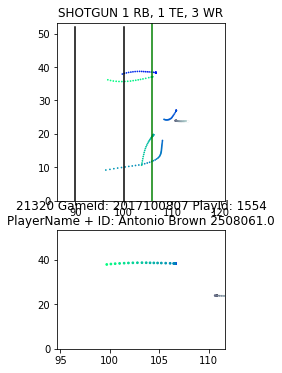 SHOTGUN 1 RB, 1 TE, 3 WR
50
40
30
20
10
0
90 100 110 120
21320 GameId: 2017100807 PlayId: 1554
PlayerName + ID: Antonio Brown 2508061.0
40
20
0
95 100 105 110